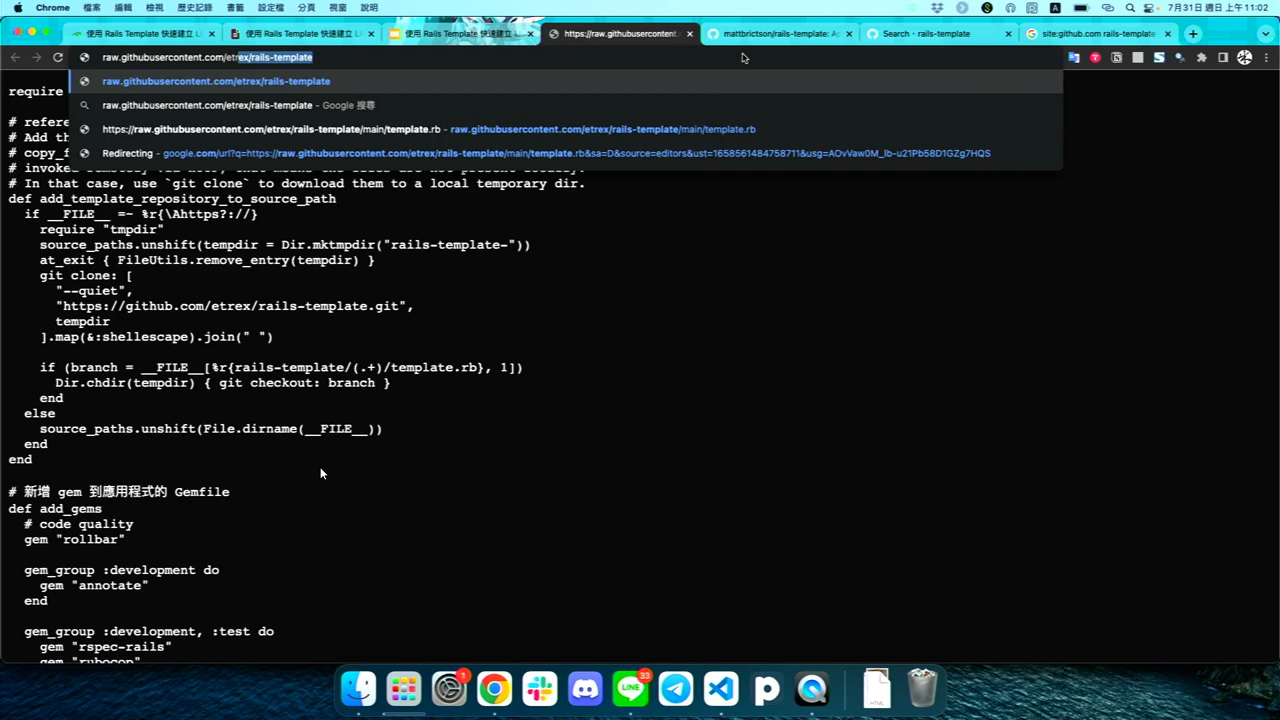 Chrome 檔案 編輯 檢視 歷史記錄 書籤 設定檔 分頁 視窗 說明 7月31日 週日 上午 11:02
使用 Rails Template 快速建立 L 使用 Rails Template 快速建立 LI 使用 Rails Template 快速建立 L https://raw.githubusercontent. mattbrictson/rails-template: A Search · rails-template site:github.com rails-template
raw.githubusercontent.com/etrex/rails-template
raw.githubusercontent.com/etrex/rails-template
raw.githubusercontent.com/etrex/rails-template – Google 搜尋
https://raw.githubusercontent.com/etrex/rails-template/main/template.rb – raw.githubusercontent.com/etrex/rails-template/main/template.rb
Redirecting – google.com/url?q=https://raw.githubusercontent.com/etrex/rails-template/main/template.rb&sa=D&source=editors&ust=1658561484758711&usg=AOvVaw0M_lb-u21Pb58D1GZg7HQS
require
# refere
# Add th
# copy_f
# invoked
# In that case, use `git clone` to download them to a local temporary dir.
def add_template_repository_to_source_path
if __FILE__ =~ %r{\Ahttps?://}
require "tmpdir"
source_paths.unshift(tempdir = Dir.mktmpdir("rails-template-"))
at_exit { FileUtils.remove_entry(tempdir) }
git clone: [
"--quiet",
"https://github.com/etrex/rails-template.git",
tempdir
].map(&:shellescape).join(" ")
if (branch = __FILE__[%r{rails-template/(.+)/template.rb}, 1])
Dir.chdir(tempdir) { git checkout: branch }
end
else
source_paths.unshift(File.dirname(__FILE__))
end
end
# 新增 gem 到應用程式的 Gemfile
def add_gems
# code quality
gem "rollbar"
gem_group :development do
gem "annotate"
end
gem_group :development, :test do
gem "rspec-rails"
gem "rubocop"
1
33
HTML